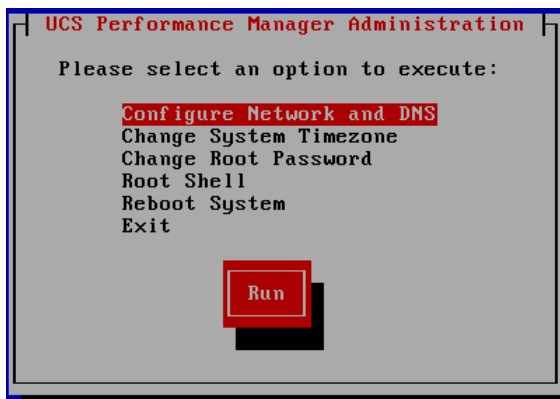 UCS Performance Manager Administration
Please select an option to execute:
Configure Network and DNS
Change System Timezone
Change Root Password
Root Shell
Reboot System
Exit
Run